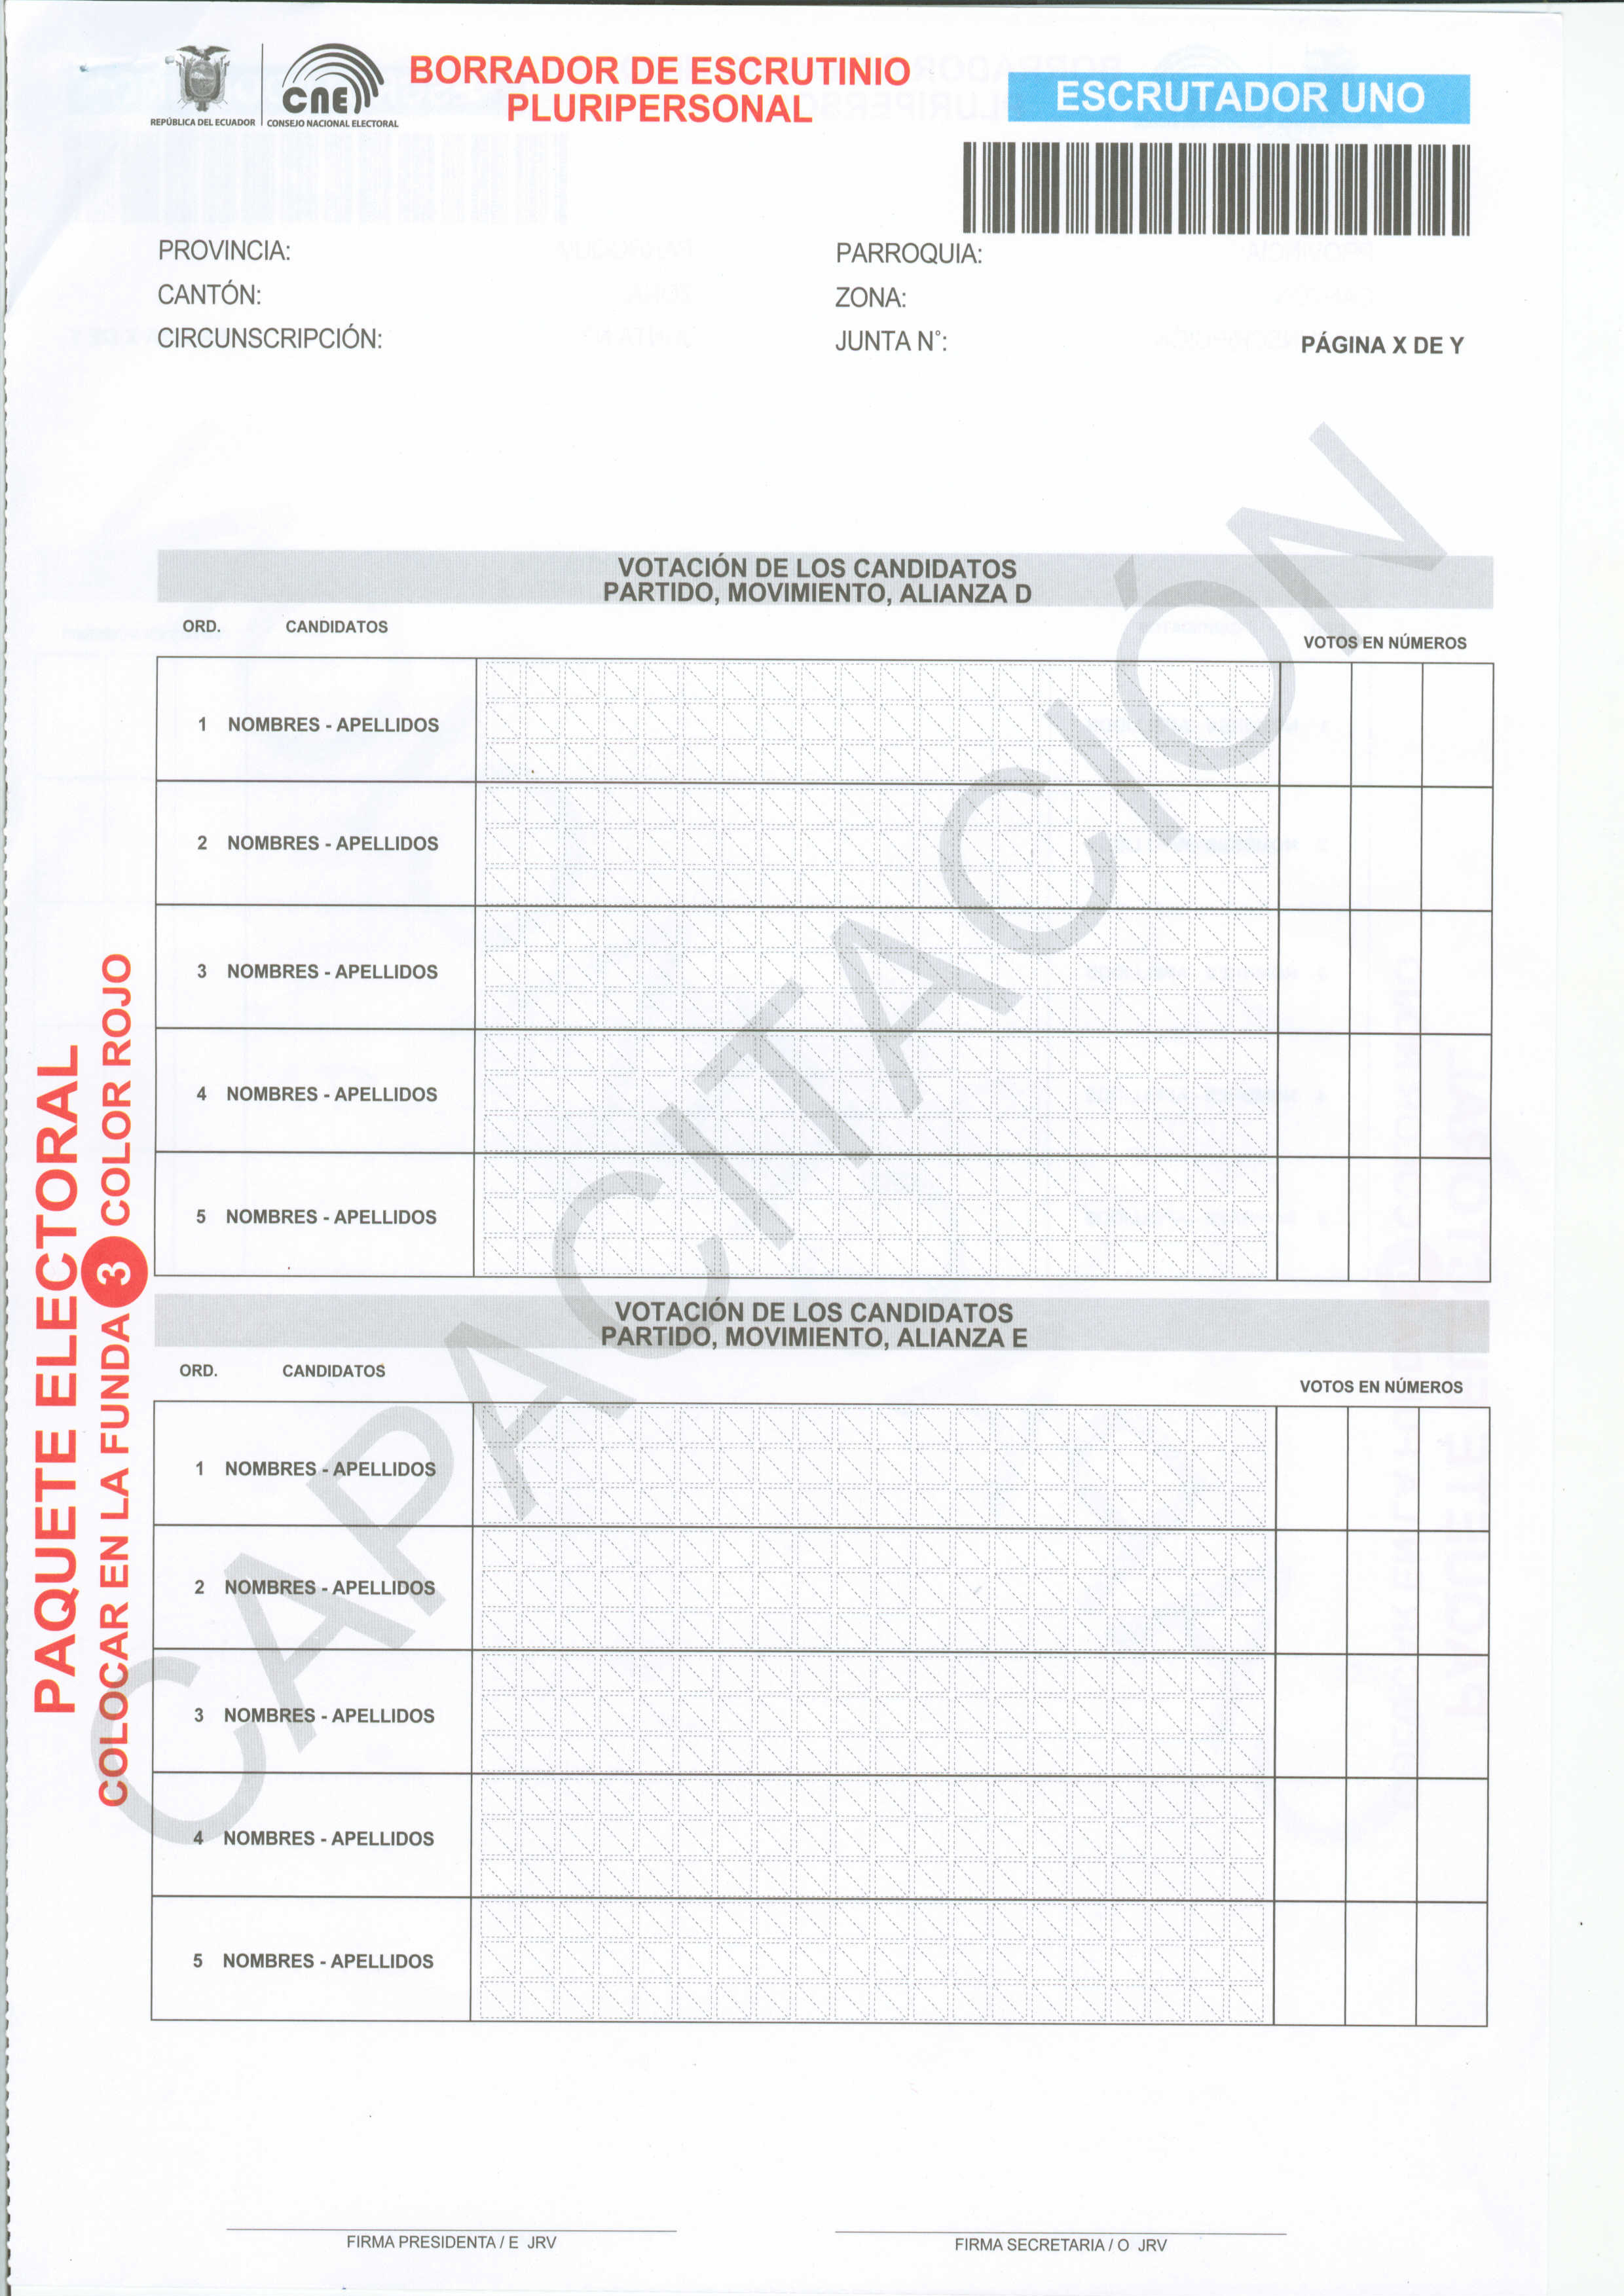 REPÚBLICA DEL ECUADOR
CNE
CONSEJO NACIONAL ELECTORAL
BORRADOR DE ESCRUTINIO
PLURIPERSONAL
ESCRUTADOR UNO
PROVINCIA:
CANTÓN:
CIRCUNSCRIPCIÓN:
PARROQUIA:
ZONA:
JUNTA N°:
PÁGINA X DE Y
VOTACIÓN DE LOS CANDIDATOS
PARTIDO, MOVIMIENTO, ALIANZA D
ORD. CANDIDATOS VOTOS EN NÚMEROS
1 NOMBRES - APELLIDOS
2 NOMBRES - APELLIDOS
3 NOMBRES - APELLIDOS
4 NOMBRES - APELLIDOS
5 NOMBRES - APELLIDOS
VOTACIÓN DE LOS CANDIDATOS
PARTIDO, MOVIMIENTO, ALIANZA E
ORD. CANDIDATOS VOTOS EN NÚMEROS
1 NOMBRES - APELLIDOS
2 NOMBRES - APELLIDOS
3 NOMBRES - APELLIDOS
4 NOMBRES - APELLIDOS
5 NOMBRES - APELLIDOS
FIRMA PRESIDENTA / E JRV
FIRMA SECRETARIA / O JRV
PAQUETE ELECTORAL
COLOCAR EN LA FUNDA 3 COLOR ROJO
CAPACITACIÓN